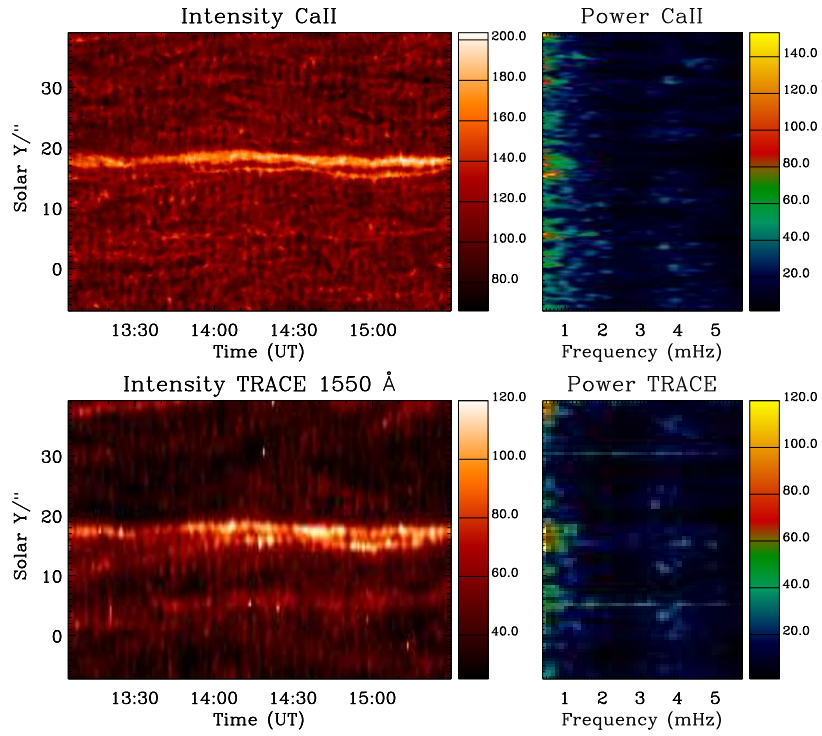 Intensity CaII
Power CaII
Solar Y/"
30
20
10
0
13:30 14:00 14:30 15:00
Time (UT)
200.0
180.0
160.0
140.0
120.0
100.0
80.0
1 2 3 4 5
Frequency (mHz)
140.0
120.0
100.0
80.0
60.0
40.0
20.0
Intensity TRACE 1550 Å
Power TRACE
Solar Y/"
30
20
10
0
13:30 14:00 14:30 15:00
Time (UT)
120.0
100.0
80.0
60.0
40.0
1 2 3 4 5
Frequency (mHz)
120.0
100.0
80.0
60.0
40.0
20.0